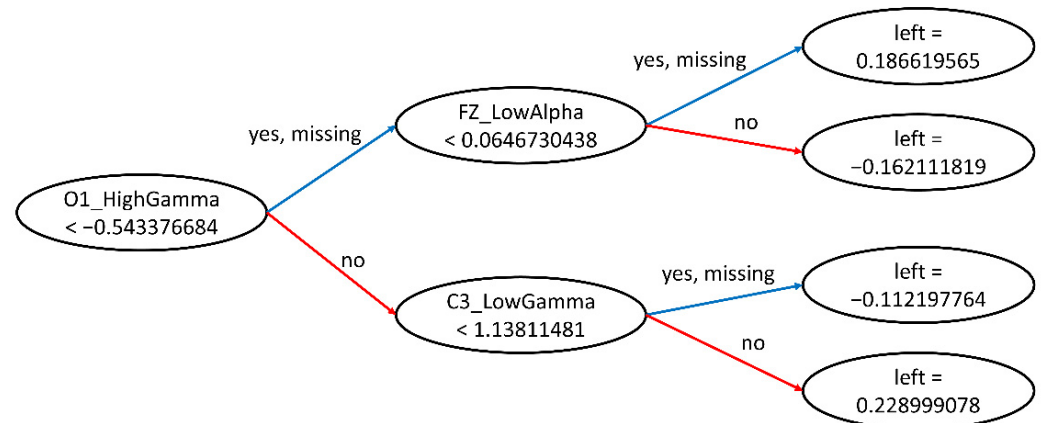 left =
0.186619565
yes, missing
FZ_LowAlpha
< 0.0646730438
no
left =
−0.162111819
yes, missing
O1_HighGamma
< −0.543376684
no
yes, missing
left =
−0.112197764
C3_LowGamma
< 1.13811481
no
left =
0.228999078